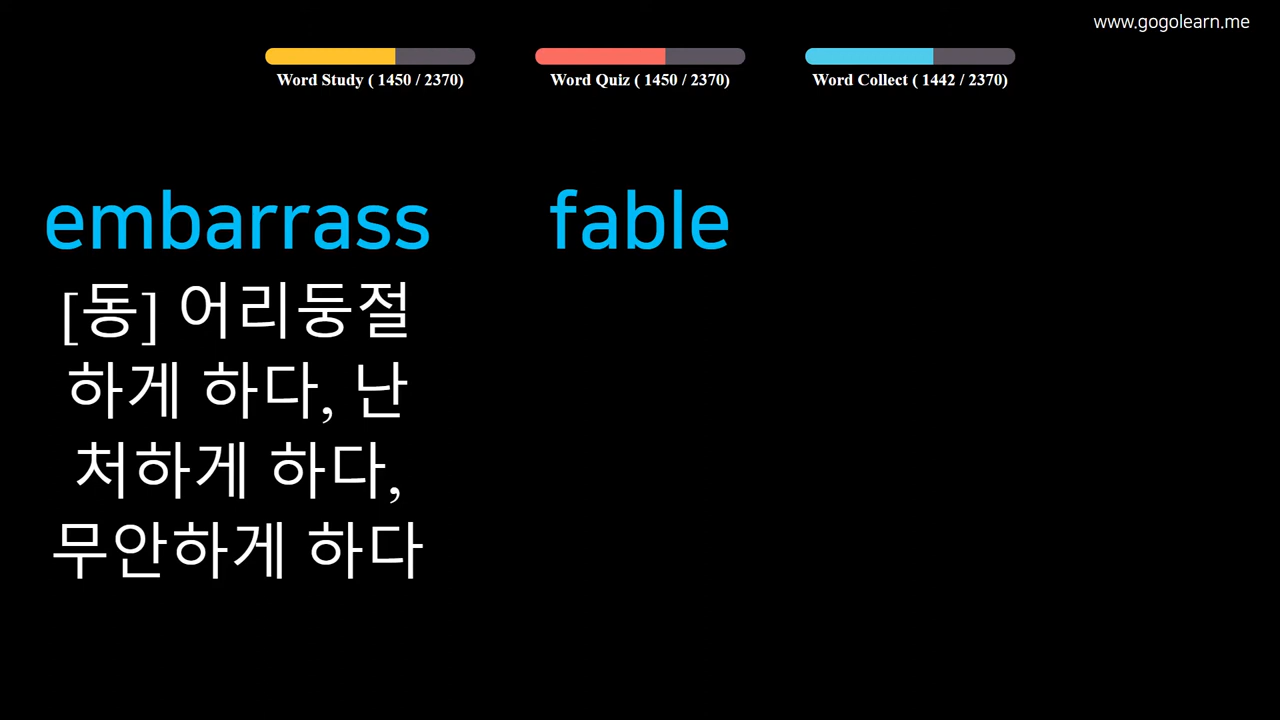 www.gogolearn.me
Word Study ( 1450 / 2370)
Word Quiz ( 1450 / 2370)
Word Collect ( 1442 / 2370)
embarrass
[동] 어리둥절
하게 하다, 난
처하게 하다,
무안하게 하다
fable